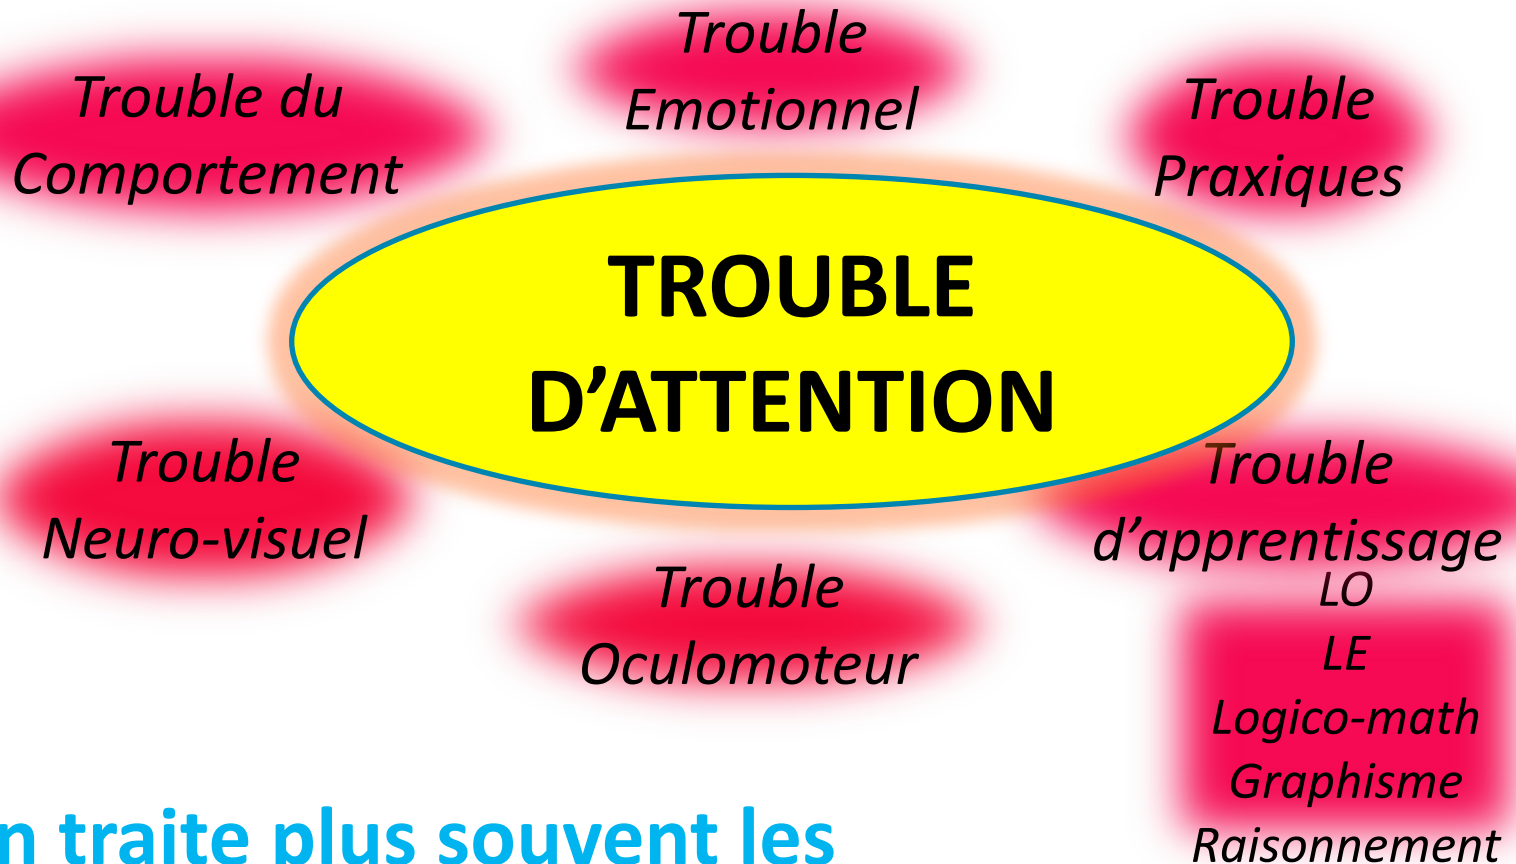 Trouble
Emotionnel
Trouble du
Comportement
Trouble
Praxiques
TROUBLE
D’ATTENTION
Trouble
Neuro-visuel
Trouble
d’apprentissage
LO
LE
Logico-math
Graphisme
Raisonnement
Trouble
Oculomoteur
n traite plus souvent les